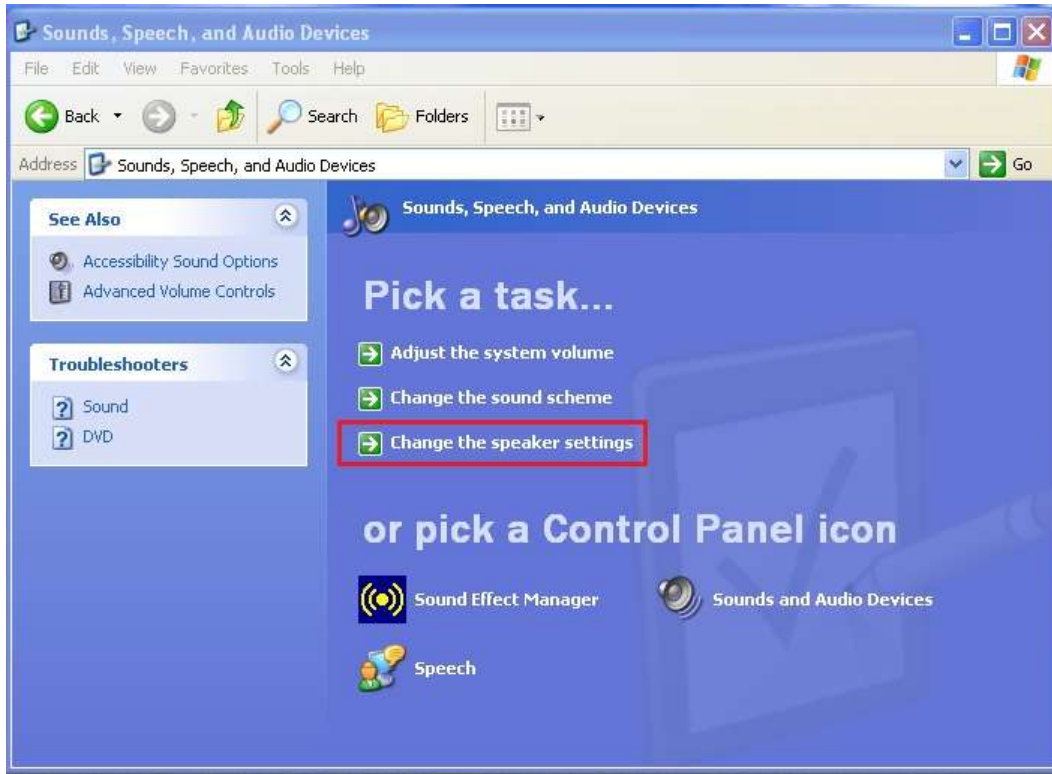 Sounds, Speech, and Audio Devices
File Edit View Favorites Tools Help
Back Search Folders
Address Sounds, Speech, and Audio Devices Go
See Also
Accessibility Sound Options
Advanced Volume Controls
Troubleshooters
Sound
DVD
Sounds, Speech, and Audio Devices
Pick a task...
Adjust the system volume
Change the sound scheme
Change the speaker settings
or pick a Control Panel icon
Sound Effect Manager
Sounds and Audio Devices
Speech